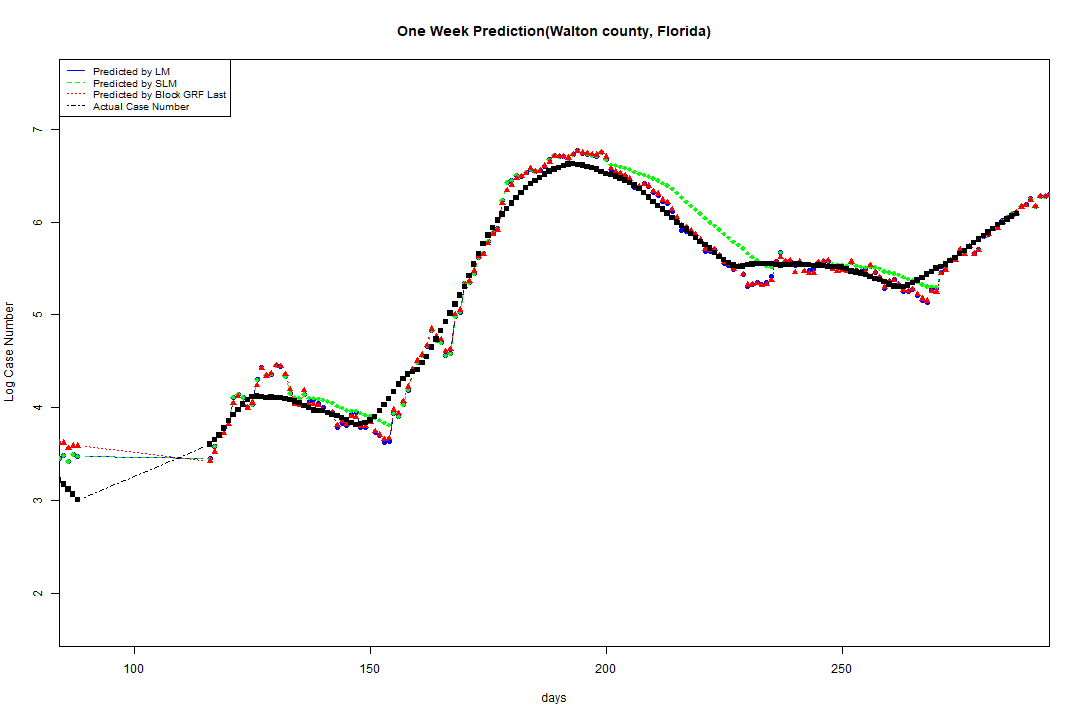 One Week Prediction(Walton county, Florida)
Predicted by LM
Predicted by SLM
Predicted by Block GRF Last
Actual Case Number
7
6
5
4
3
2
Log Case Number
100
150
200
250
days